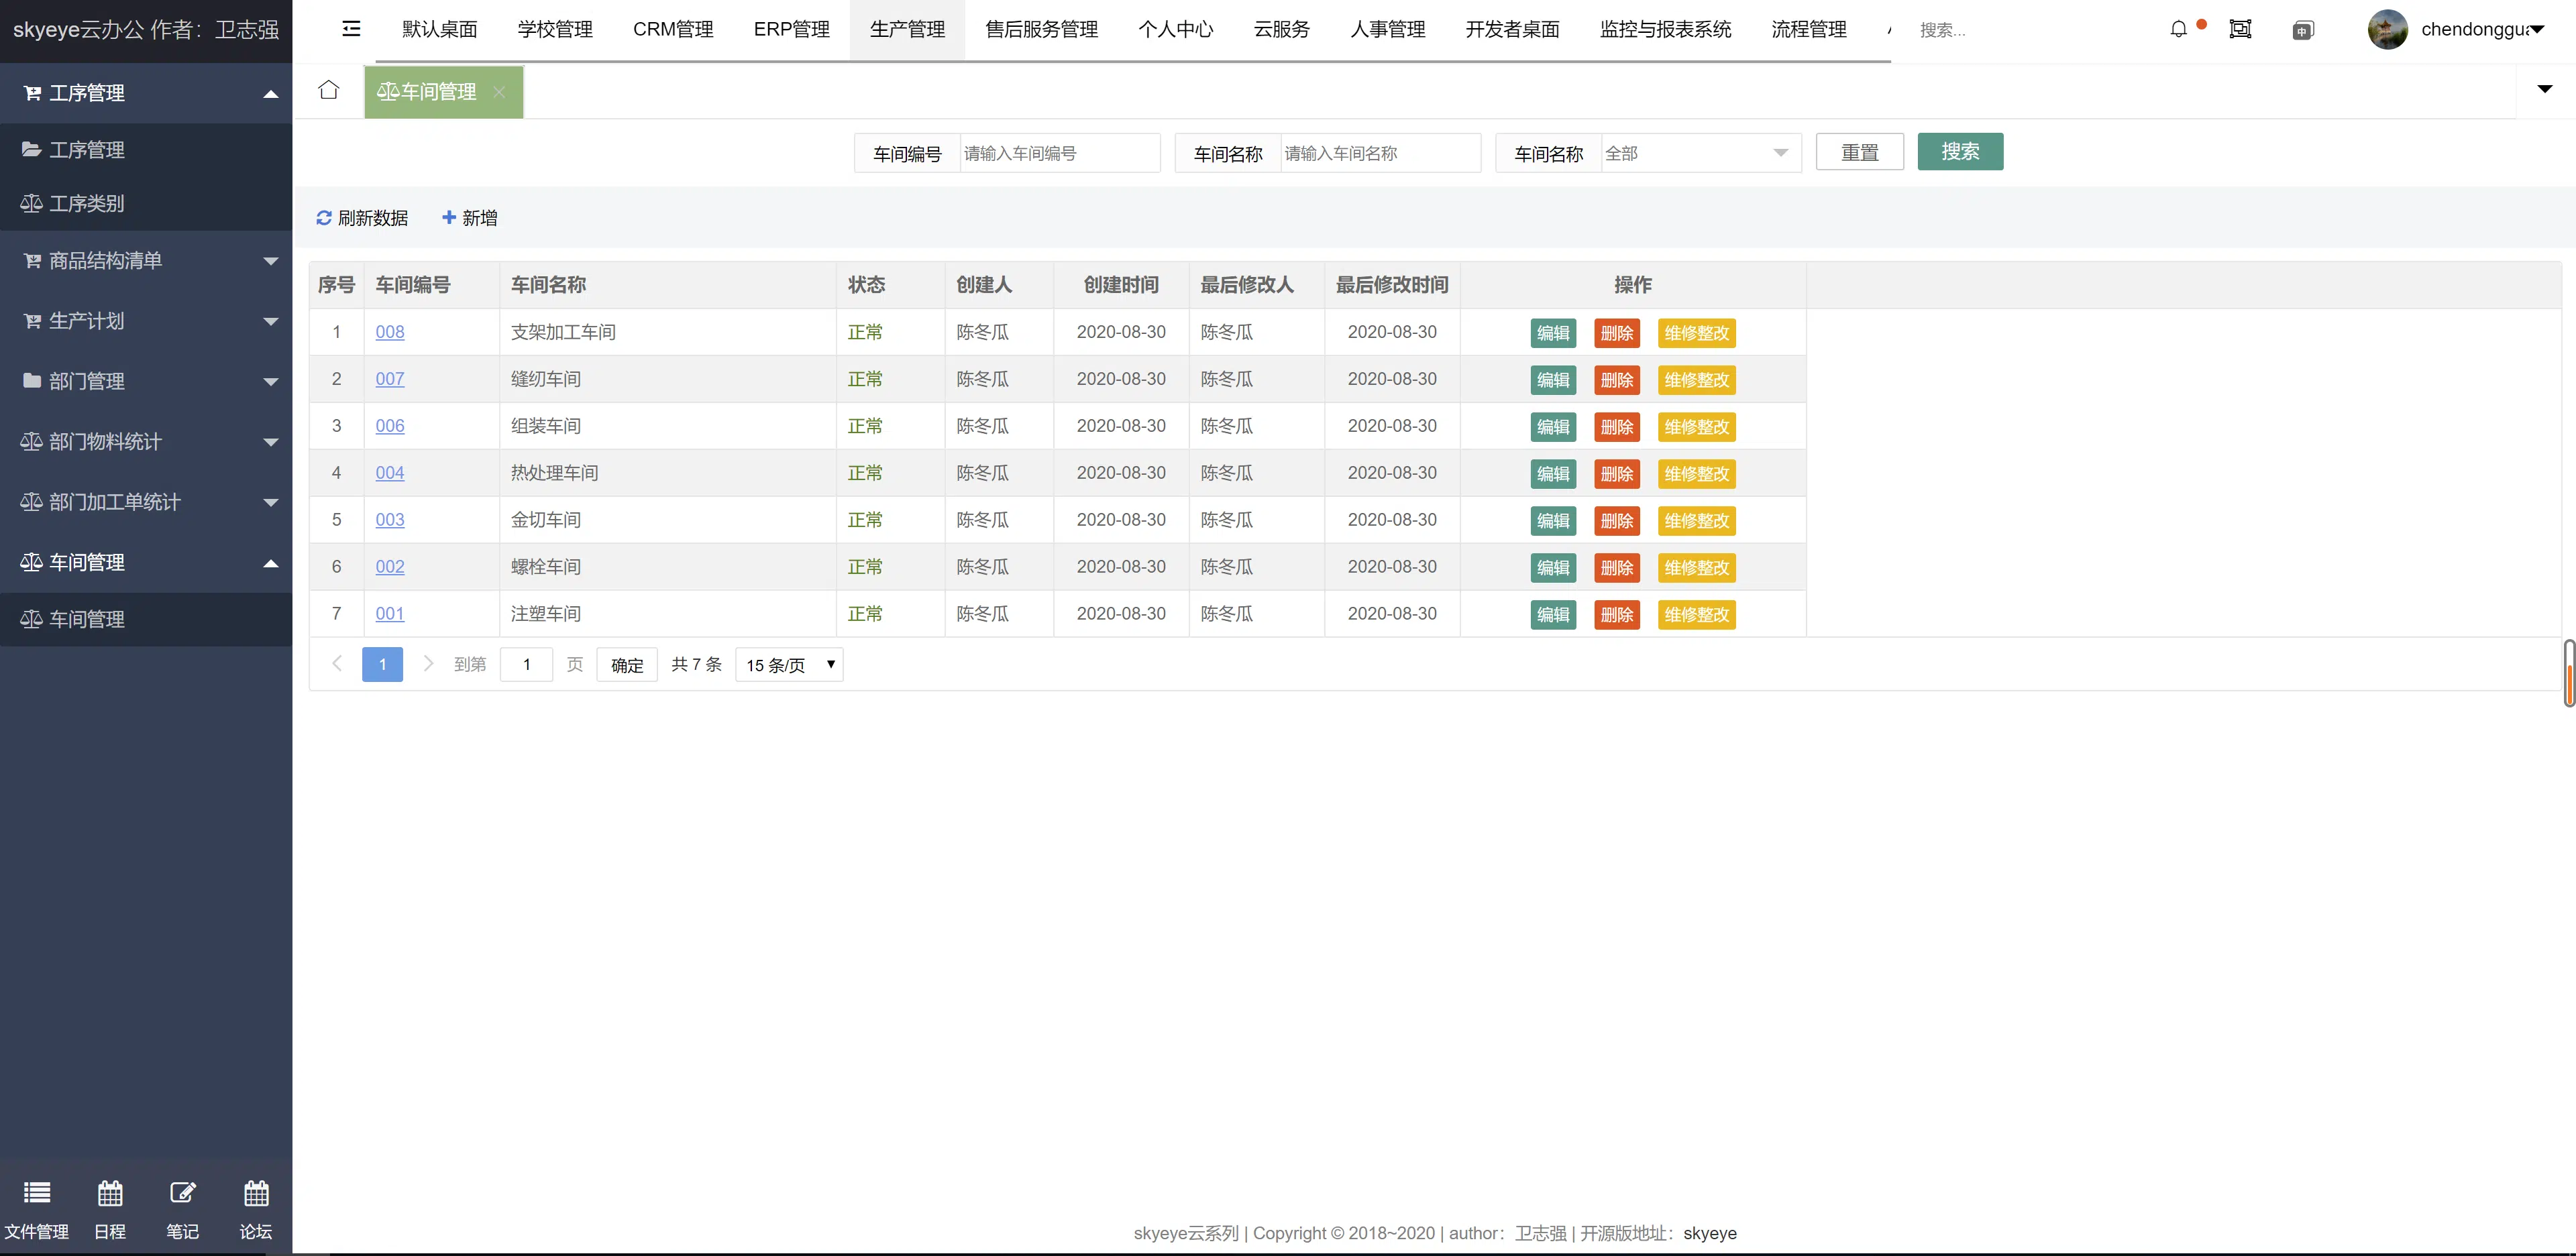 skyeye云办公 作者：卫志强
默认桌面 学校管理 CRM管理 ERP管理 生产管理 售后服务管理 个人中心 云服务 人事管理 开发者桌面 监控与报表系统 流程管理 搜索... 中 chendonggua
工序管理
工序管理
工序类别
商品结构清单
生产计划
部门管理
部门物料统计
部门加工单统计
车间管理
车间管理
文件管理 日程 笔记 论坛
车间管理
车间编号 请输入车间编号 车间名称 请输入车间名称 车间名称 全部 重置 搜索
刷新数据 新增
序号 车间编号 车间名称 状态 创建人 创建时间 最后修改人 最后修改时间 操作
1 008 支架加工车间 正常 陈冬瓜 2020-08-30 陈冬瓜 2020-08-30 编辑 删除 维修整改
2 007 缝纫车间 正常 陈冬瓜 2020-08-30 陈冬瓜 2020-08-30 编辑 删除 维修整改
3 006 组装车间 正常 陈冬瓜 2020-08-30 陈冬瓜 2020-08-30 编辑 删除 维修整改
4 004 热处理车间 正常 陈冬瓜 2020-08-30 陈冬瓜 2020-08-30 编辑 删除 维修整改
5 003 金切车间 正常 陈冬瓜 2020-08-30 陈冬瓜 2020-08-30 编辑 删除 维修整改
6 002 螺栓车间 正常 陈冬瓜 2020-08-30 陈冬瓜 2020-08-30 编辑 删除 维修整改
7 001 注塑车间 正常 陈冬瓜 2020-08-30 陈冬瓜 2020-08-30 编辑 删除 维修整改
1 到第 1 页 确定 共 7 条 15 条/页
skyeye云系列 | Copyright © 2018~2020 | author：卫志强 | 开源版地址：skyeye